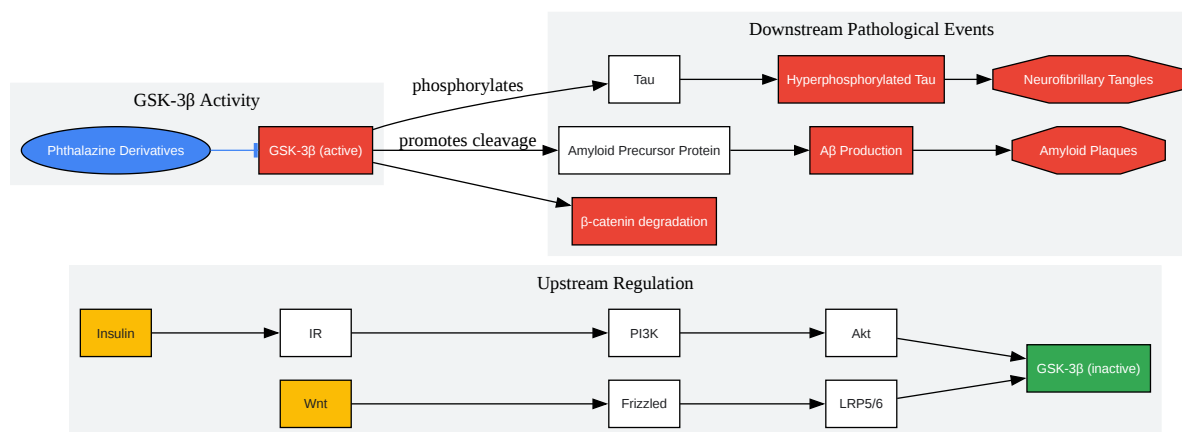 Downstream Pathological Events
phosphorylates
Tau
Hyperphosphorylated Tau
Neurofibrillary Tangles
GSK-3β Activity
Phthalazine Derivatives
GSK-3β (active)
promotes cleavage
Amyloid Precursor Protein
Aβ Production
Amyloid Plaques
β-catenin degradation
Upstream Regulation
Insulin
IR
PI3K
Akt
GSK-3β (inactive)
Wnt
Frizzled
LRP5/6